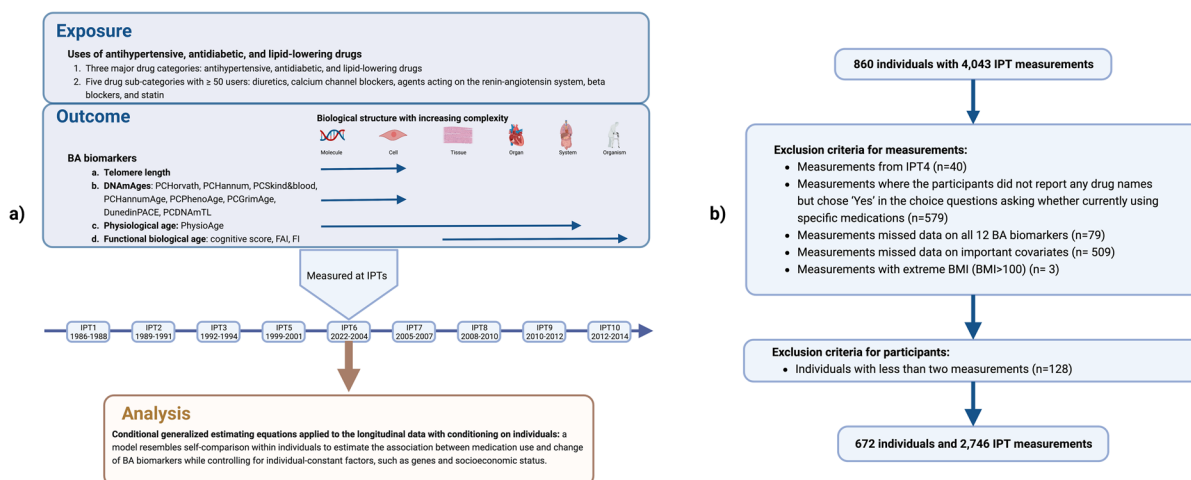 a)
Exposure
Uses of antihypertensive, antidiabetic, and lipid-lowering drugs
1. Three major drug categories: antihypertensive, antidiabetic, and lipid-lowering drugs
2. Five drug sub-categories with ≥ 50 users: diuretics, calcium channel blockers, agents acting on the renin-angiotensin system, beta
blockers, and statin
Outcome
Biological structure with increasing complexity
Molecule Cell Tissue Organ System Organism
BA biomarkers
a. Telomere length
b. DNAmAges: PCHorvath, PCHannum, PCSkind&blood,
PCHannumAge, PCPhenoAge, PCGrimAge,
DunedinPACE, PCDNAmTL
c. Physiological age: PhysioAge
d. Functional biological age: cognitive score, FAI, FI
Measured at IPTs
IPT1 IPT2 IPT3 IPT5 IPT6 IPT7 IPT8 IPT9 IPT10
1986-1988 1989-1991 1992-1994 1999-2001 2022-2004 2005-2007 2008-2010 2010-2012 2012-2014
Analysis
Conditional generalized estimating equations applied to the longitudinal data with conditioning on individuals: a
model resembles self-comparison within individuals to estimate the association between medication use and change
of BA biomarkers while controlling for individual-constant factors, such as genes and socioeconomic status.
b)
860 individuals with 4,043 IPT measurements
Exclusion criteria for measurements:
• Measurements from IPT4 (n=40)
• Measurements where the participants did not report any drug names
but chose 'Yes' in the choice questions asking whether currently using
specific medications (n=579)
• Measurements missed data on all 12 BA biomarkers (n=79)
• Measurements missed data on important covariates (n= 509)
• Measurements with extreme BMI (BMI>100) (n= 3)
Exclusion criteria for participants:
• Individuals with less than two measurements (n=128)
672 individuals and 2,746 IPT measurements